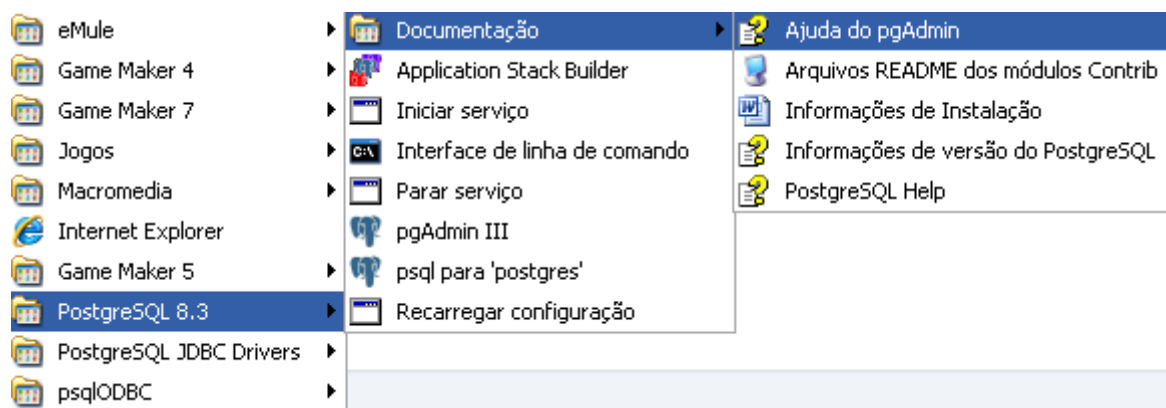 eMule
Game Maker 4
Game Maker 7
Jogos
Macromedia
Internet Explorer
Game Maker 5
PostgreSQL 8.3
PostgreSQL JDBC Drivers
psqlODBC
Documentação
Application Stack Builder
Iniciar serviço
Interface de linha de comando
Parar serviço
pgAdmin III
psql para 'postgres'
Recarregar configuração
Ajuda do pgAdmin
Arquivos README dos módulos Contrib
Informações de Instalação
Informações de versão do PostgreSQL
PostgreSQL Help